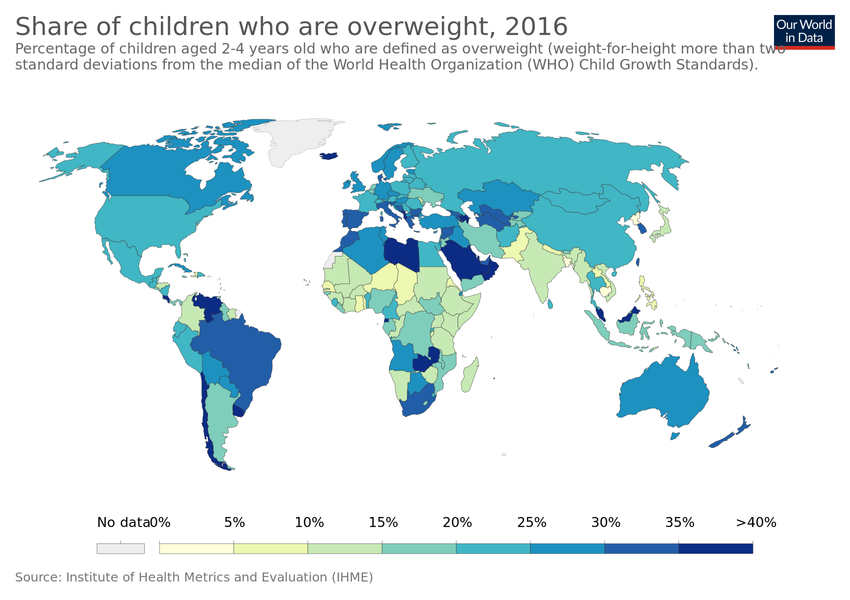 Share of children who are overweight, 2016
Our World
in Data
Percentage of children aged 2-4 years old who are defined as overweight (weight-for-height more than two
standard deviations from the median of the World Health Organization (WHO) Child Growth Standards).
No data 0% 5% 10% 15% 20% 25% 30% 35% >40%
Source: Institute of Health Metrics and Evaluation (IHME)